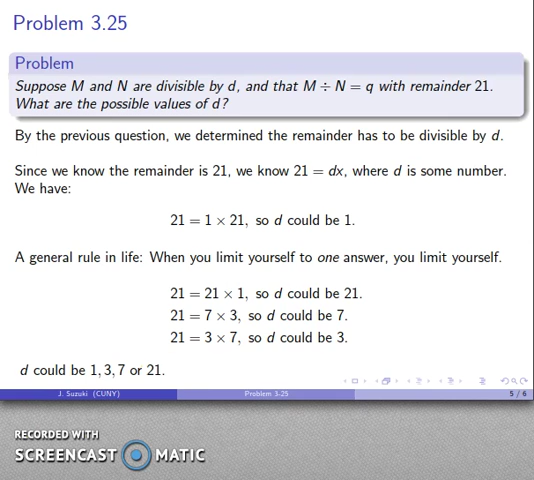 Problem 3.25
Problem
Suppose M and N are divisible by d, and that M ÷ N = q with remainder 21.
What are the possible values of d?
By the previous question, we determined the remainder has to be divisible by d.
Since we know the remainder is 21, we know 21 = dx, where d is some number.
We have:
21 = 1 × 21, so d could be 1.
A general rule in life: When you limit yourself to one answer, you limit yourself.
21 = 21 × 1, so d could be 21.
21 = 7 × 3, so d could be 7.
21 = 3 × 7, so d could be 3.
d could be 1, 3, 7 or 21.
J. Suzuki (CUNY) Problem 3-25 5 / 6
RECORDED WITH
SCREENCAST MATIC